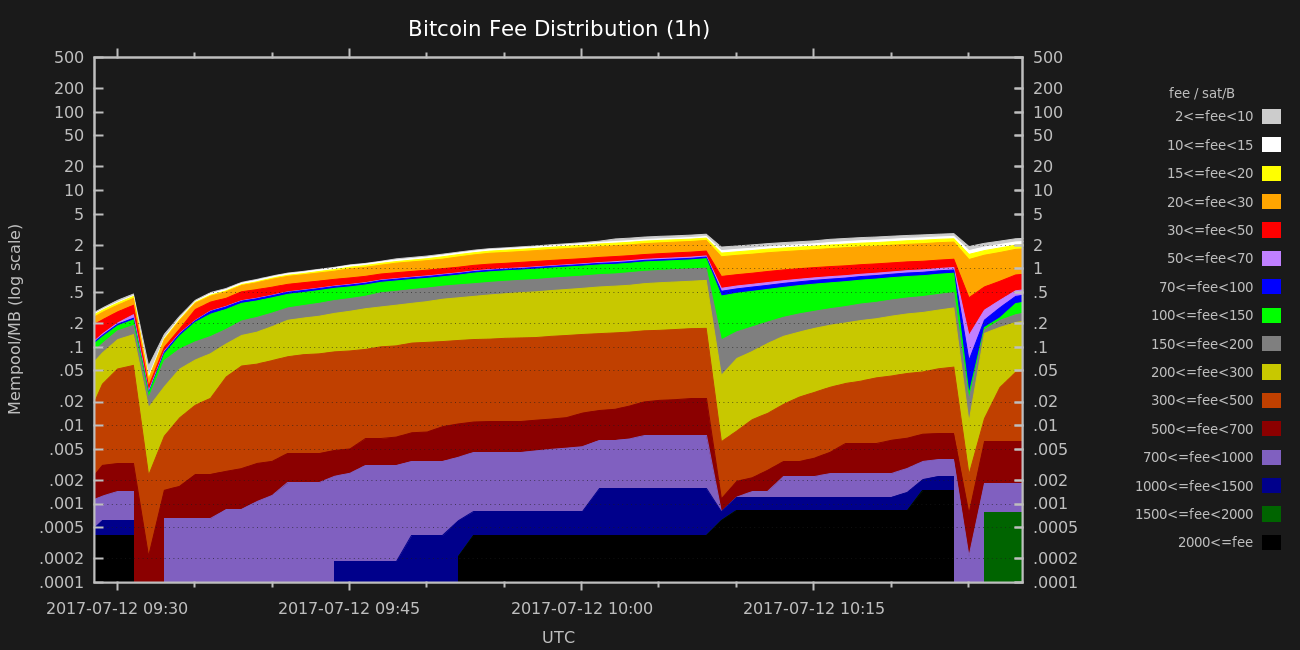 Bitcoin Fee Distribution (1h)
Mempool/MB (log scale)
500
200
100
50
20
10
5
2
1
.5
.2
.1
.05
.02
.01
.005
.002
.001
.0005
.0002
.0001
500
200
100
50
20
10
5
2
1
.5
.2
.1
.05
.02
.01
.005
.002
.001
.0005
.0002
.0001
2017-07-12 09:30 2017-07-12 09:45 2017-07-12 10:00 2017-07-12 10:15
UTC
fee / sat/B
2<=fee<10
10<=fee<15
15<=fee<20
20<=fee<30
30<=fee<50
50<=fee<70
70<=fee<100
100<=fee<150
150<=fee<200
200<=fee<300
300<=fee<500
500<=fee<700
700<=fee<1000
1000<=fee<1500
1500<=fee<2000
2000<=fee